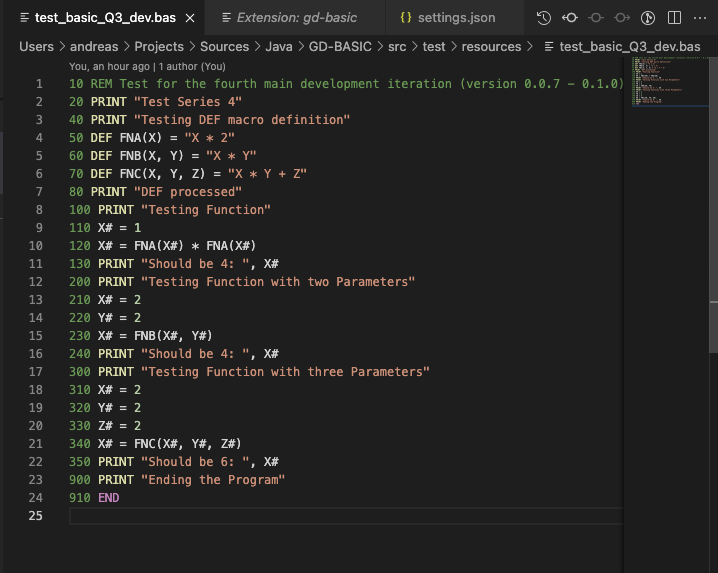 test_basic_Q3_dev.bas × Extension: gd-basic {} settings.json ...
Users > andreas > Projects > Sources > Java > GD-BASIC > src > test > resources > test_basic_Q3_dev.bas
You, an hour ago | 1 author (You)
1 10 REM Test for the fourth main development iteration (version 0.0.7 - 0.1.0)
2 20 PRINT "Test Series 4"
3 40 PRINT "Testing DEF macro definition"
4 50 DEF FNA(X) = "X * 2"
5 60 DEF FNB(X, Y) = "X * Y"
6 70 DEF FNC(X, Y, Z) = "X * Y + Z"
7 80 PRINT "DEF processed"
8 100 PRINT "Testing Function"
9 110 X# = 1
10 120 X# = FNA(X#) * FNA(X#)
11 130 PRINT "Should be 4: ", X#
12 200 PRINT "Testing Function with two Parameters"
13 210 X# = 2
14 220 Y# = 2
15 230 X# = FNB(X#, Y#)
16 240 PRINT "Should be 4: ", X#
17 300 PRINT "Testing Function with three Parameters"
18 310 X# = 2
19 320 Y# = 2
20 330 Z# = 2
21 340 X# = FNC(X#, Y#, Z#)
22 350 PRINT "Should be 6: ", X#
23 900 PRINT "Ending the Program"
24 910 END
25